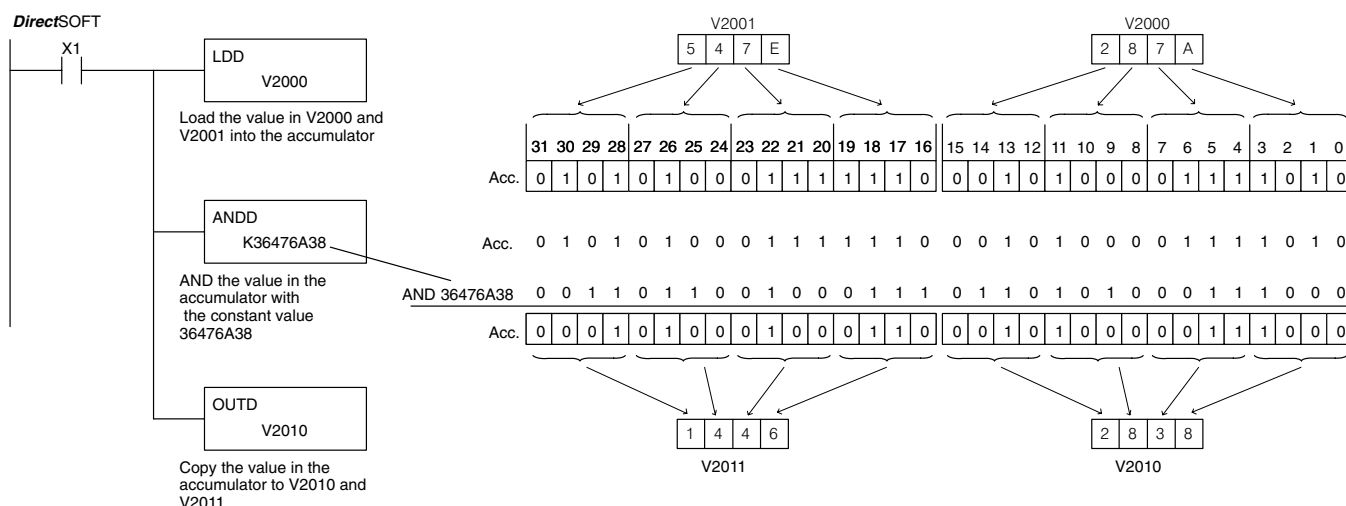 DirectSOFT
X1
LDD
V2000
Load the value in V2000 and
V2001 into the accumulator
ANDD
K36476A38
AND the value in the
accumulator with
the constant value
36476A38
OUTD
V2010
Copy the value in the
accumulator to V2010 and
V2011
V2001 V2000
5 4 7 E 2 8 7 A
31 30 29 28 27 26 25 24 23 22 21 20 19 18 17 16 15 14 13 12 11 10 9 8 7 6 5 4 3 2 1 0
Acc. 0 1 0 1 0 1 0 0 0 1 1 1 1 1 1 0 0 0 1 0 1 0 0 0 0 1 1 1 1 0 1 0
Acc. 0 1 0 1 0 1 0 0 0 1 1 1 1 1 1 0 0 0 1 0 1 0 0 0 0 1 1 1 1 0 1 0
AND 36476A38 0 0 1 1 0 1 1 0 0 1 0 0 0 1 1 1 0 1 1 0 1 0 1 0 0 0 1 1 1 0 0 0
Acc. 0 0 0 1 0 1 0 0 0 1 0 0 0 1 1 0 0 0 1 0 1 0 0 0 0 0 1 1 1 0 0 0
1 4 4 6 2 8 3 8
V2011 V2010